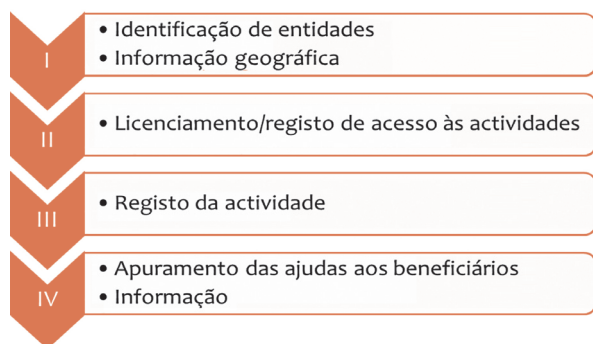 I
• Identificação de entidades
• Informação geográfica
II
• Licenciamento/registo de acesso às actividades
III
• Registo da actividade
IV
• Apuramento das ajudas aos beneficiários
• Informação